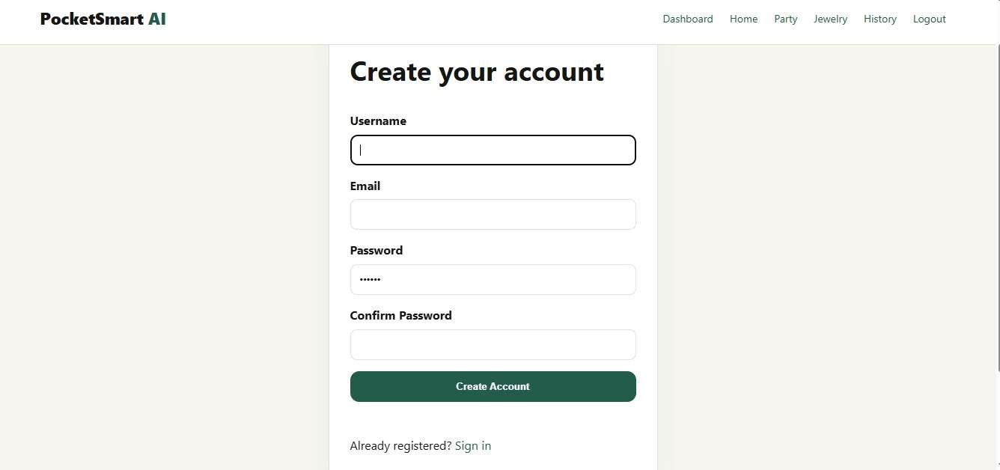 PocketSmart AI
Dashboard Home Party Jewelry History Logout
Create your account
Username
Email
Password
••••••
Confirm Password
Create Account
Already registered? Sign in